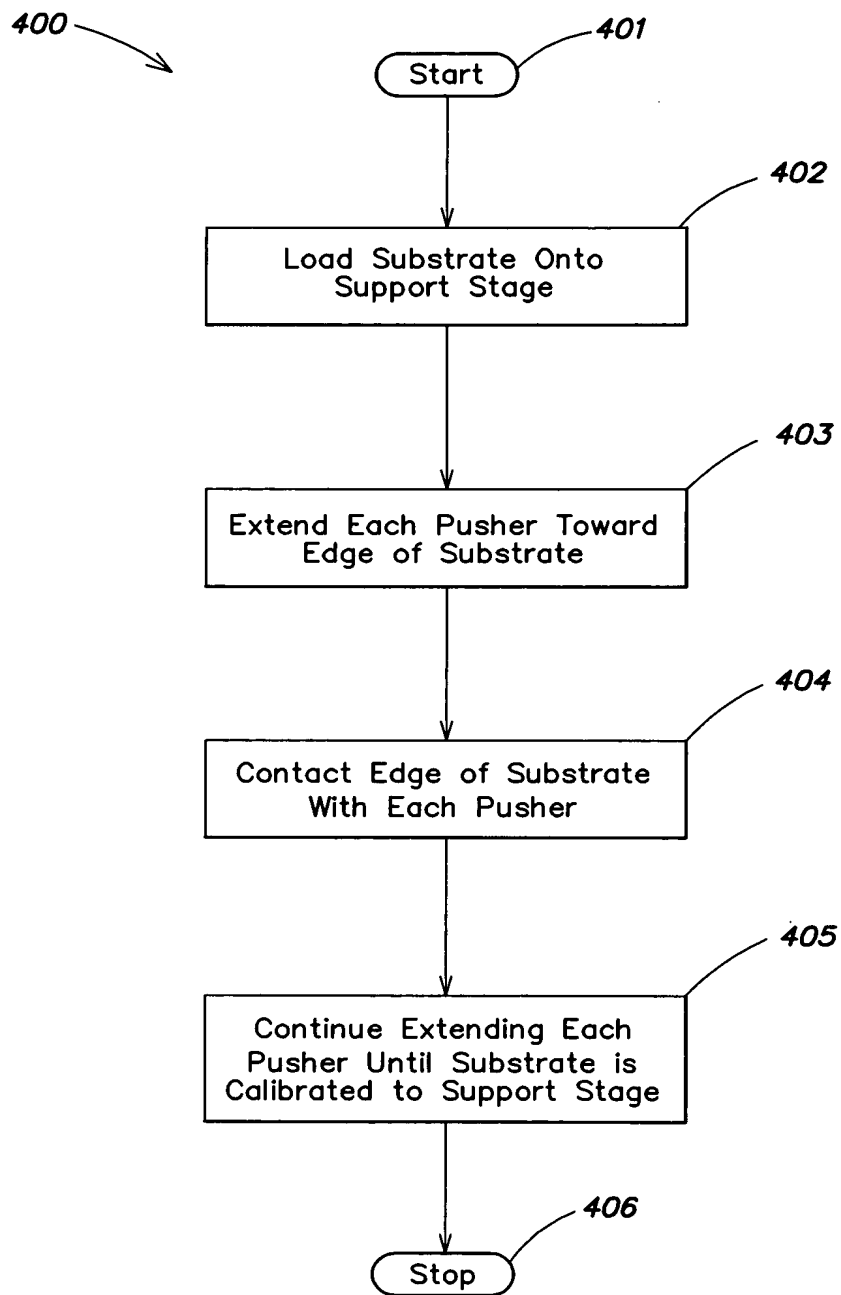 400
401
Start
402
Load Substrate Onto
Support Stage
403
Extend Each Pusher Toward
Edge of Substrate
404
Contact Edge of Substrate
With Each Pusher
405
Continue Extending Each
Pusher Until Substrate is
Calibrated to Support Stage
406
Stop